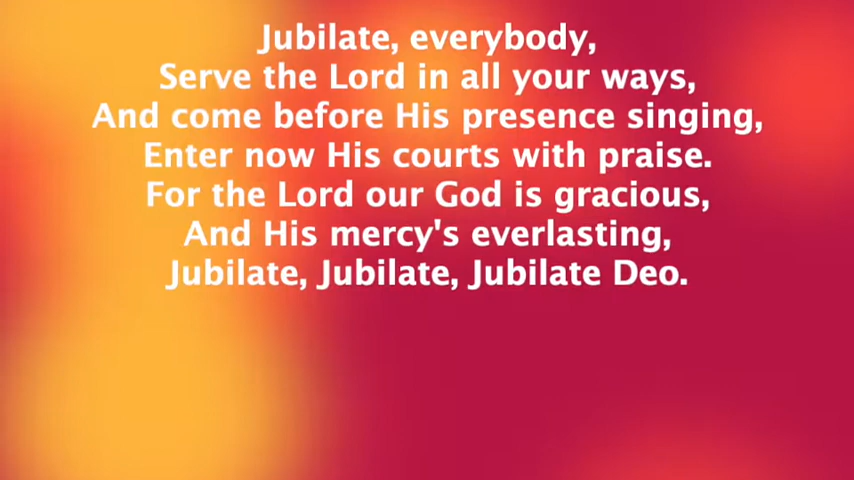 Jubilate, everybody,
Serve the Lord in all your ways,
And come before His presence singing,
Enter now His courts with praise.
For the Lord our God is gracious,
And His mercy's everlasting,
Jubilate, Jubilate, Jubilate Deo.